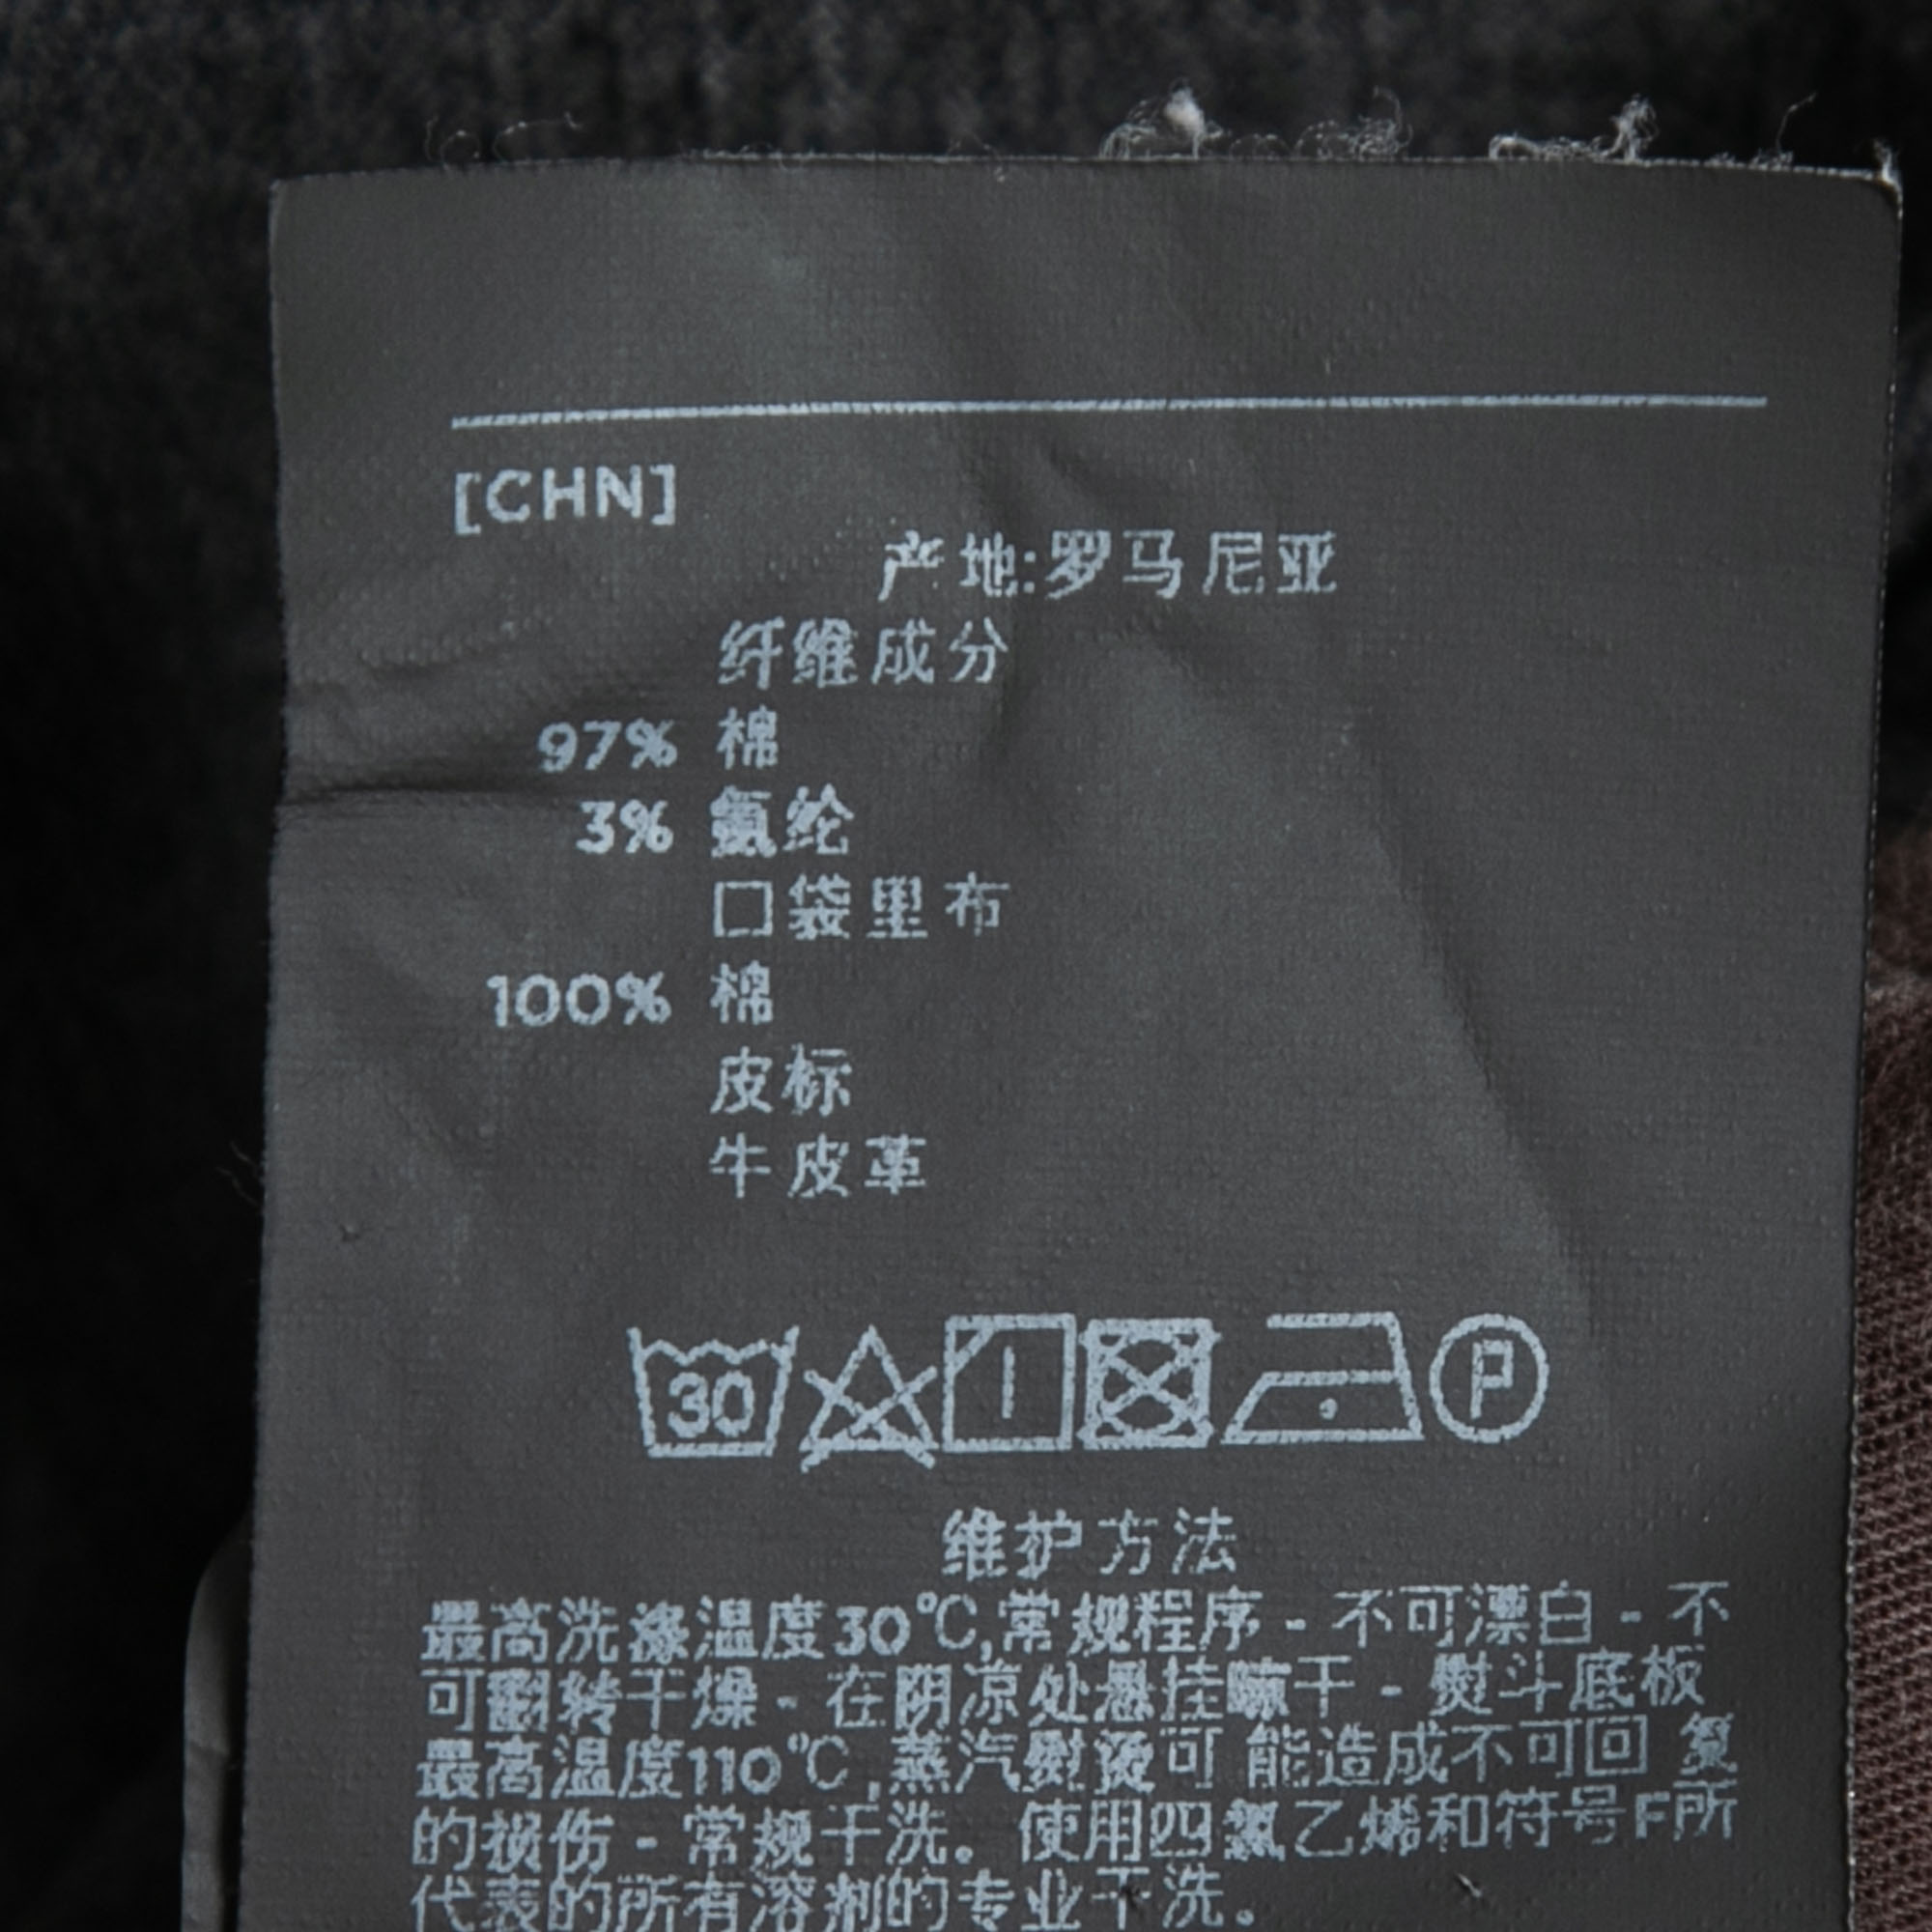 [CHN]
产地:罗马尼亚
纤维成分
97% 棉
3% 氨纶
口袋里布
100% 棉
皮标
牛皮革
30 P
维护方法
最高洗涤温度30℃,常规程序 - 不可漂白 - 不
可翻转干燥 - 在阴凉处悬挂晾干 - 熨斗底板
最高温度110℃,蒸汽熨烫可 能造成不可回 复
的损伤 - 常规干洗。使用四氯乙烯和符号F所
代表的所有溶剂的专业干洗。